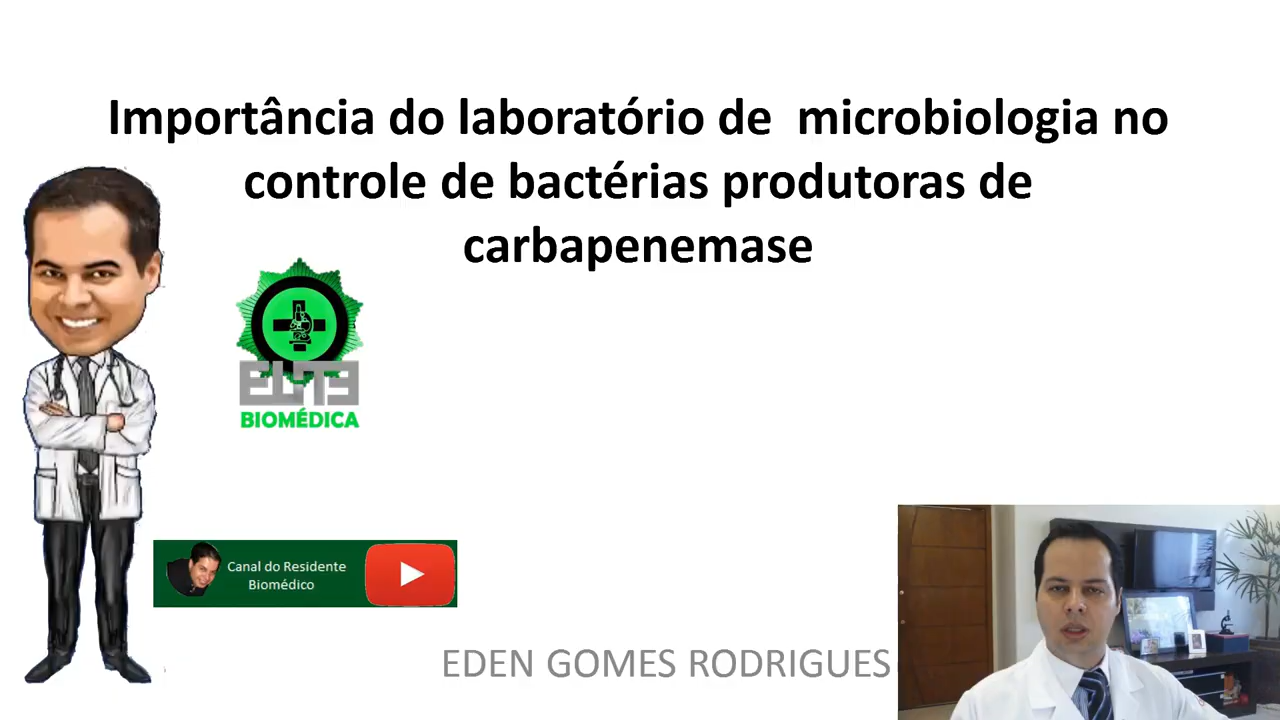 Importância do laboratório de microbiologia no
controle de bactérias produtoras de
carbapenemase
ELITE
BIOMÉDICA
Canal do Residente
Biomédico
EDEN GOMES RODRIGUES